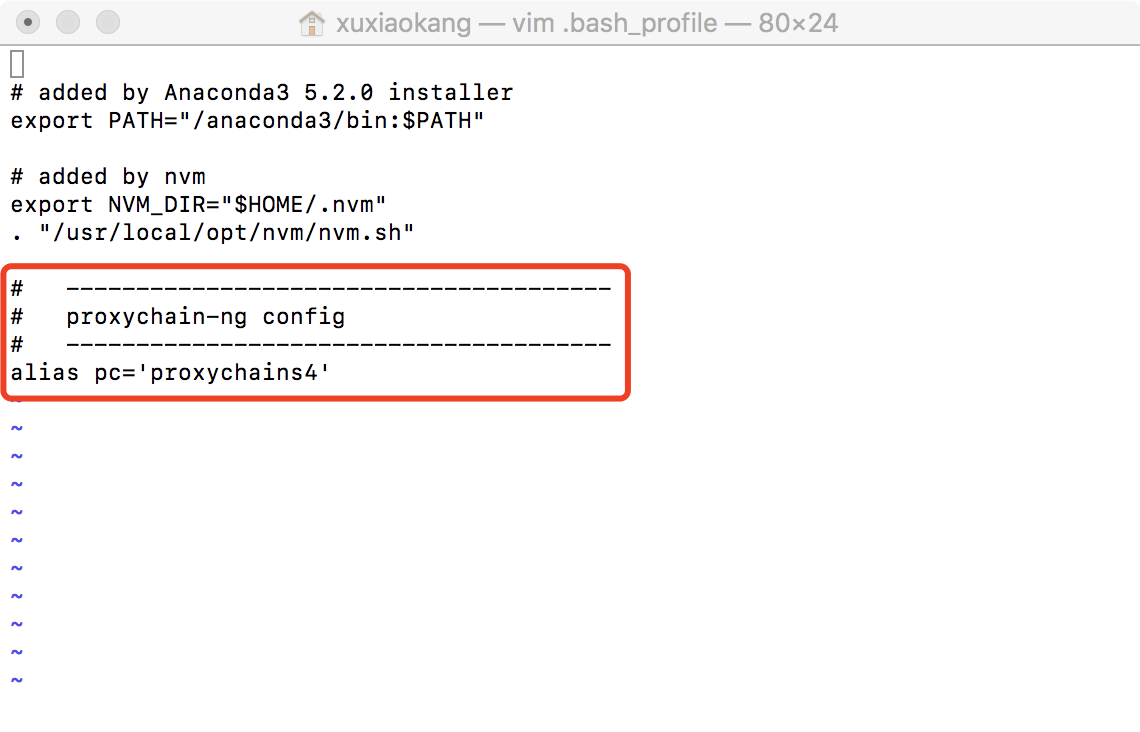 xuxiaokang — vim .bash_profile — 80×24
# added by Anaconda3 5.2.0 installer
export PATH="/anaconda3/bin:$PATH"
# added by nvm
export NVM_DIR="$HOME/.nvm"
. "/usr/local/opt/nvm/nvm.sh"
#   ---------------------------------------
#   proxychain-ng config
#   ---------------------------------------
alias pc='proxychains4'
~
~
~
~
~
~
~
~
~
~
~